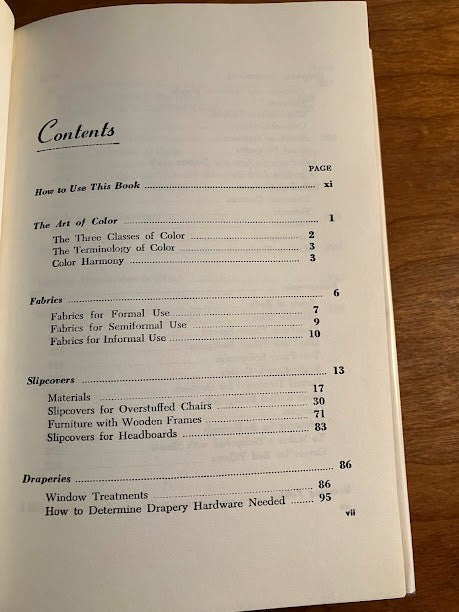 Contents
PAGE
How to Use This Book ........ xi
The Art of Color ........ 1
The Three Classes of Color ........ 2
The Terminology of Color ........ 3
Color Harmony ........ 3
Fabrics ........ 6
Fabrics for Formal Use ........ 7
Fabrics for Semiformal Use ........ 9
Fabrics for Informal Use ........ 10
Slipcovers ........ 13
Materials ........ 17
Slipcovers for Overstuffed Chairs ........ 30
Furniture with Wooden Frames ........ 71
Slipcovers for Headboards ........ 83
Draperies ........ 86
Window Treatments ........ 86
How to Determine Drapery Hardware Needed ........ 95
vii